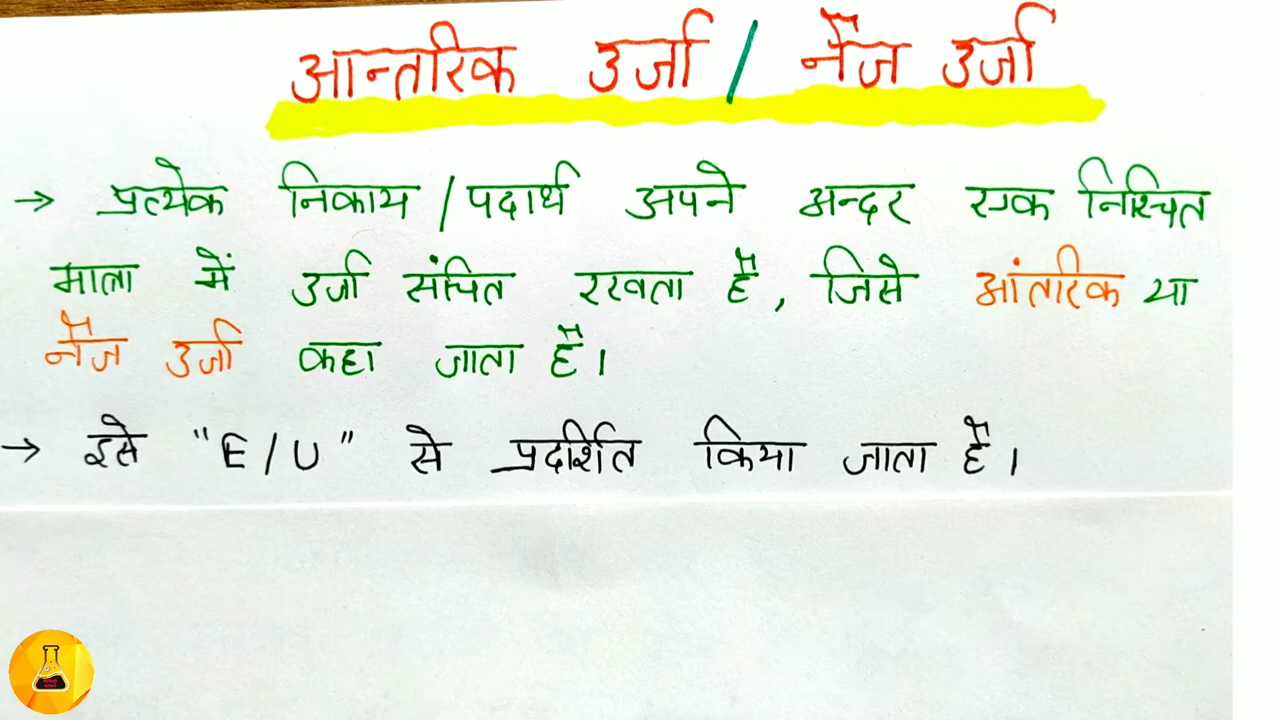 आन्तरिक उर्जा / नैज उर्जा
→ प्रत्येक निकाय / पदार्थ अपने अन्दर एक निश्चित
मात्रा में उर्जा संचित रखता है, जिसे आंतरिक या
नैज उर्जा कहा जाता है।
→ इसे "E/U" से प्रदर्शित किया जाता है।